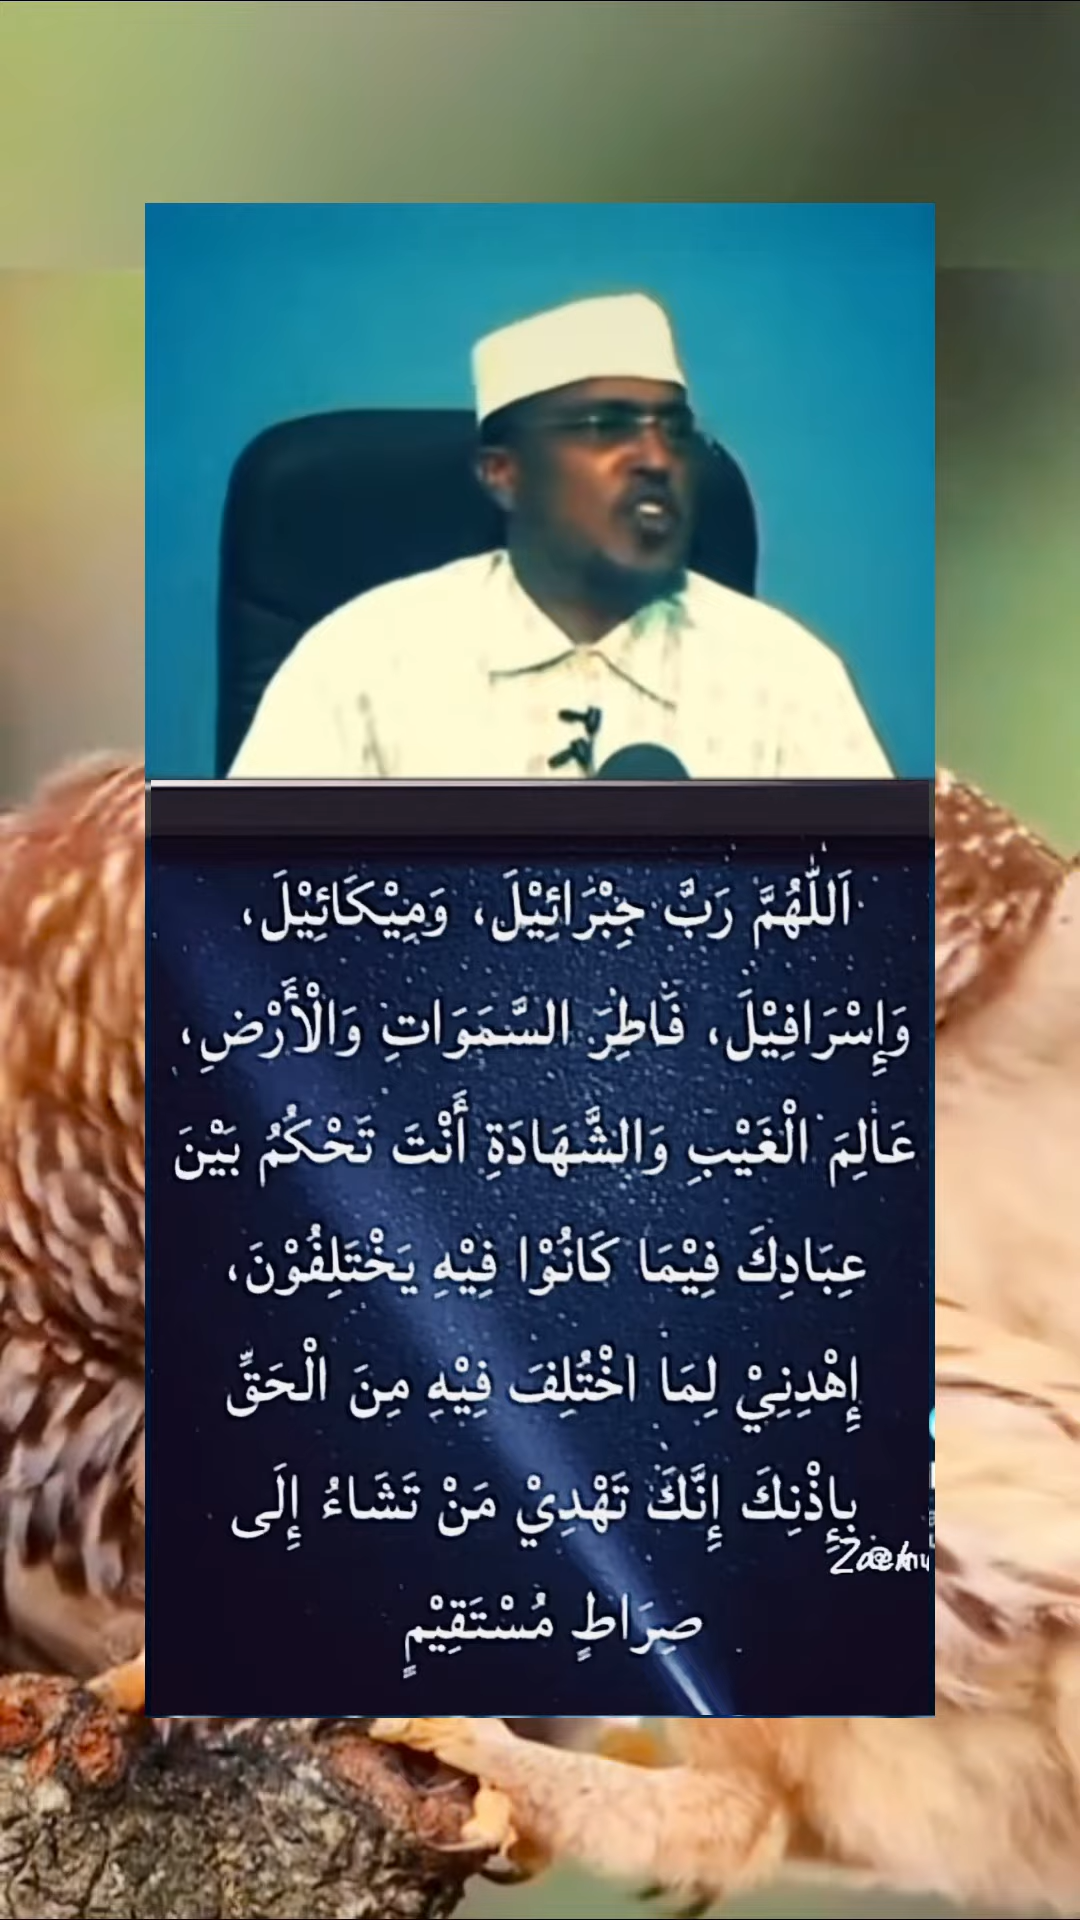 اَللّٰهُمَّ رَبَّ جِبْرَائِيْلَ، وَمِيْكَائِيْلَ،
وَإِسْرَافِيْلَ، فَاطِرَ السَّمَوَاتِ وَالْأَرْضِ،
عَالِمَ الْغَيْبِ وَالشَّهَادَةِ أَنْتَ تَحْكُمُ بَيْنَ
عِبَادِكَ فِيْمَا كَانُوْا فِيْهِ يَخْتَلِفُوْنَ،
إِهْدِنِيْ لِمَا اخْتُلِفَ فِيْهِ مِنَ الْحَقِّ
بِإِذْنِكَ إِنَّكَ تَهْدِيْ مَنْ تَشَاءُ إِلَى
صِرَاطٍ مُسْتَقِيْمٍ